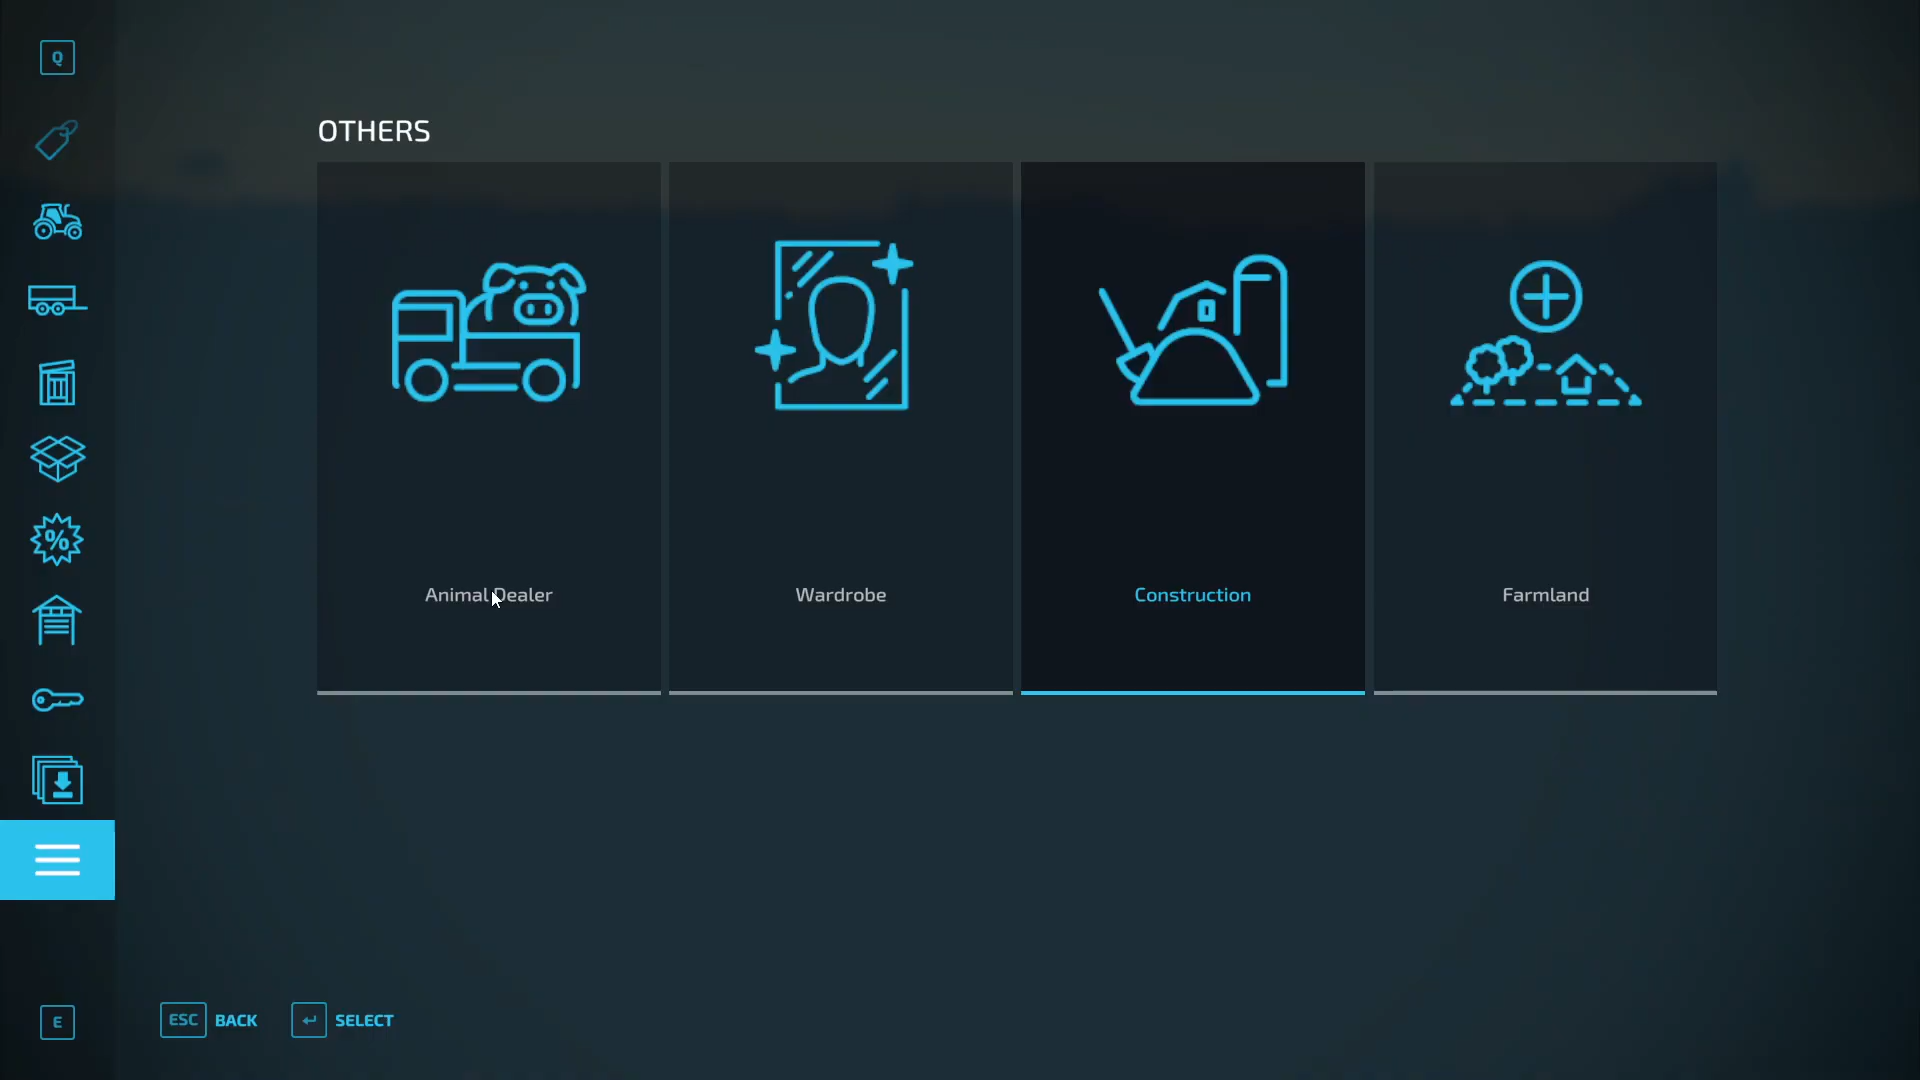 Q
OTHERS
Animal Dealer
Wardrobe
Construction
Farmland
%
E
ESC BACK
SELECT